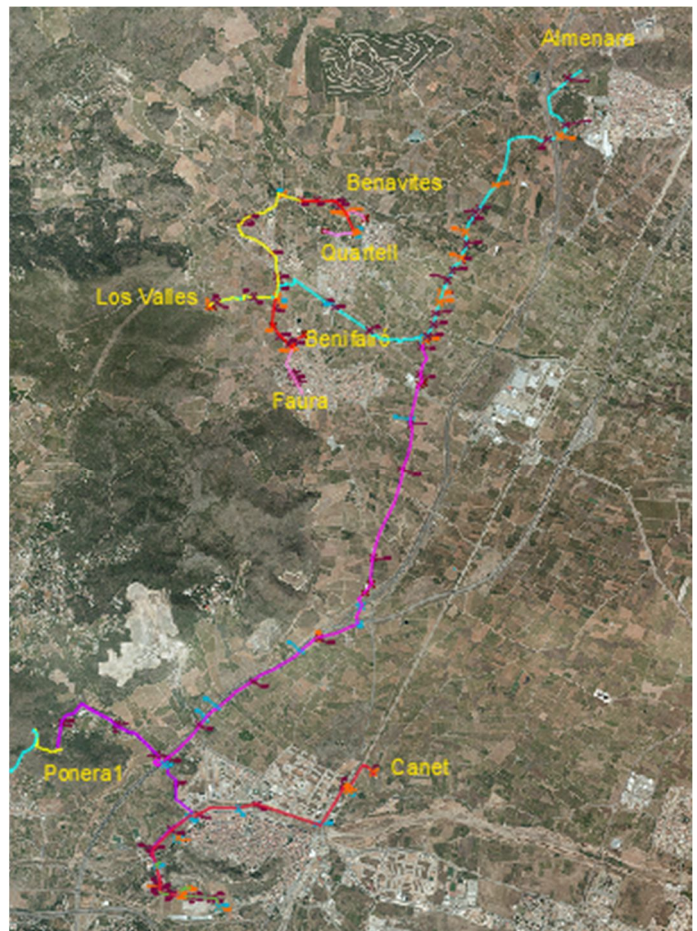 Almenara
Benavites
Quartell
Los Valles
Benifairó
Faura
Ponera1
Canet